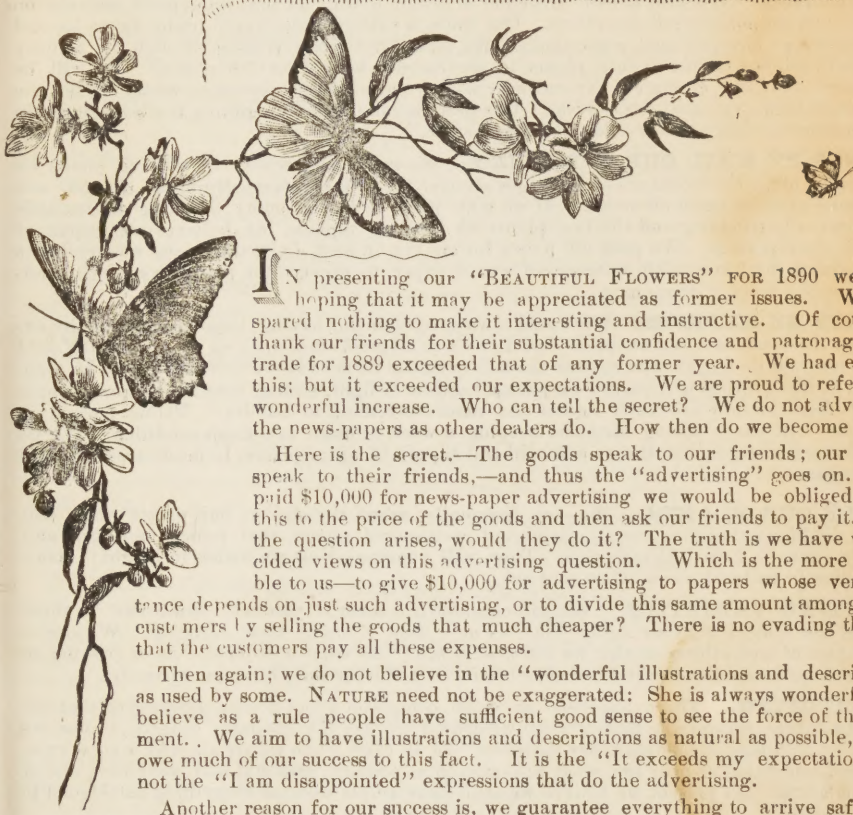 IN presenting our "BEAUTIFUL FLOWERS" FOR 1890 we
hoping that it may be appreciated as former issues. W
spared nothing to make it interesting and instructive. Of co
thank our friends for their substantial confidence and patronag
trade for 1889 exceeded that of any former year. We had e
this; but it exceeded our expectations. We are proud to refe
wonderful increase. Who can tell the secret? We do not adv
the news-papers as other dealers do. How then do we become
Here is the secret.—The goods speak to our friends; our
speak to their friends,—and thus the "advertising" goes on.
paid $10,000 for news-paper advertising we would be obliged
this to the price of the goods and then ask our friends to pay it.
the question arises, would they do it? The truth is we have
cided views on this advertising question. Which is the more
ble to us—to give $10,000 for advertising to papers whose ver
tence depends on just such advertising, or to divide this same amount among
customers by selling the goods that much cheaper? There is no evading th
that the customers pay all these expenses.
Then again; we do not believe in the "wonderful illustrations and descri
as used by some. NATURE need not be exaggerated: She is always wonderf
believe as a rule people have sufficient good sense to see the force of th
ment. We aim to have illustrations and descriptions as natural as possible,
owe much of our success to this fact. It is the "It exceeds my expectatio
not the "I am disappointed" expressions that do the advertising.
Another reason for our success is, we guarantee everything to arrive saf